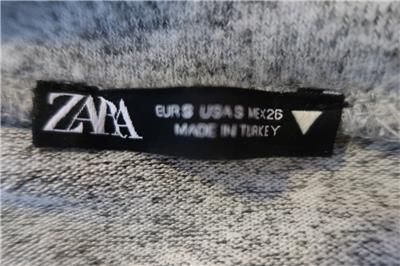 ZARA
EUR S USA S MEX 26
MADE IN TURKEY